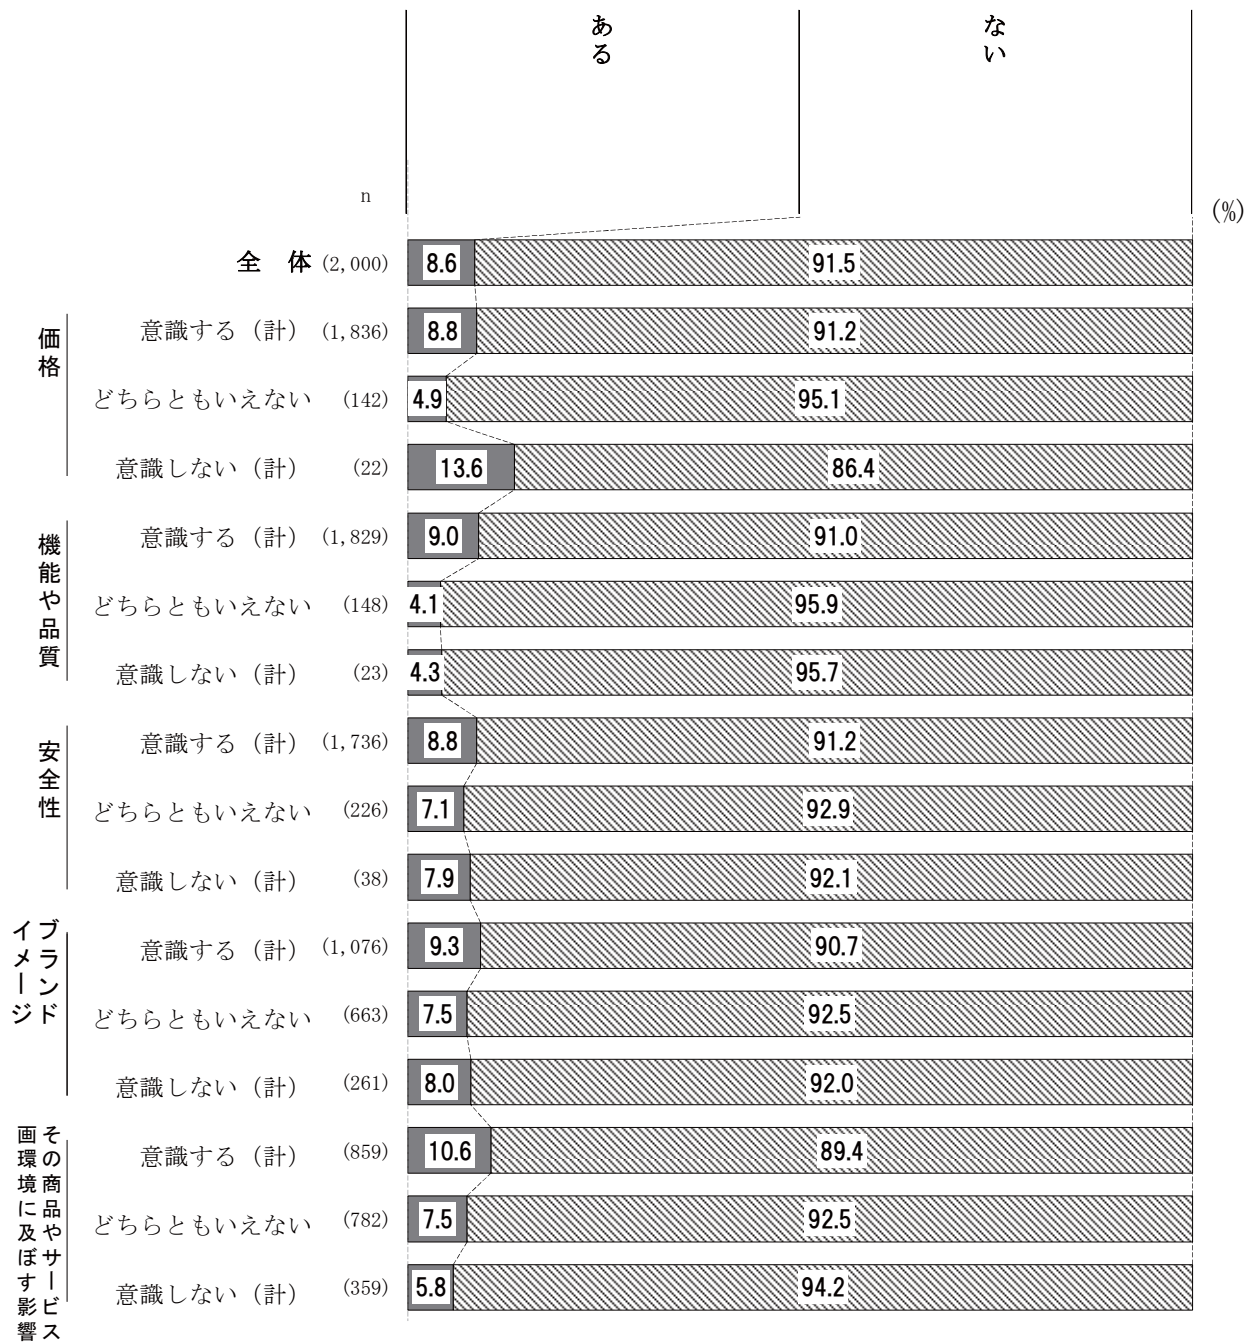 ある
ない
n
(%)
全 体 (2,000) 8.6 91.5
価格
意識する（計） (1,836) 8.8 91.2
どちらともいえない (142) 4.9 95.1
意識しない（計） (22) 13.6 86.4
機能や品質
意識する（計） (1,829) 9.0 91.0
どちらともいえない (148) 4.1 95.9
意識しない（計） (23) 4.3 95.7
安全性
意識する（計） (1,736) 8.8 91.2
どちらともいえない (226) 7.1 92.9
意識しない（計） (38) 7.9 92.1
ブランド
イメージ
意識する（計） (1,076) 9.3 90.7
どちらともいえない (663) 7.5 92.5
意識しない（計） (261) 8.0 92.0
その商品やサービス
画環境に及ぼす影響
意識する（計） (859) 10.6 89.4
どちらともいえない (782) 7.5 92.5
意識しない（計） (359) 5.8 94.2